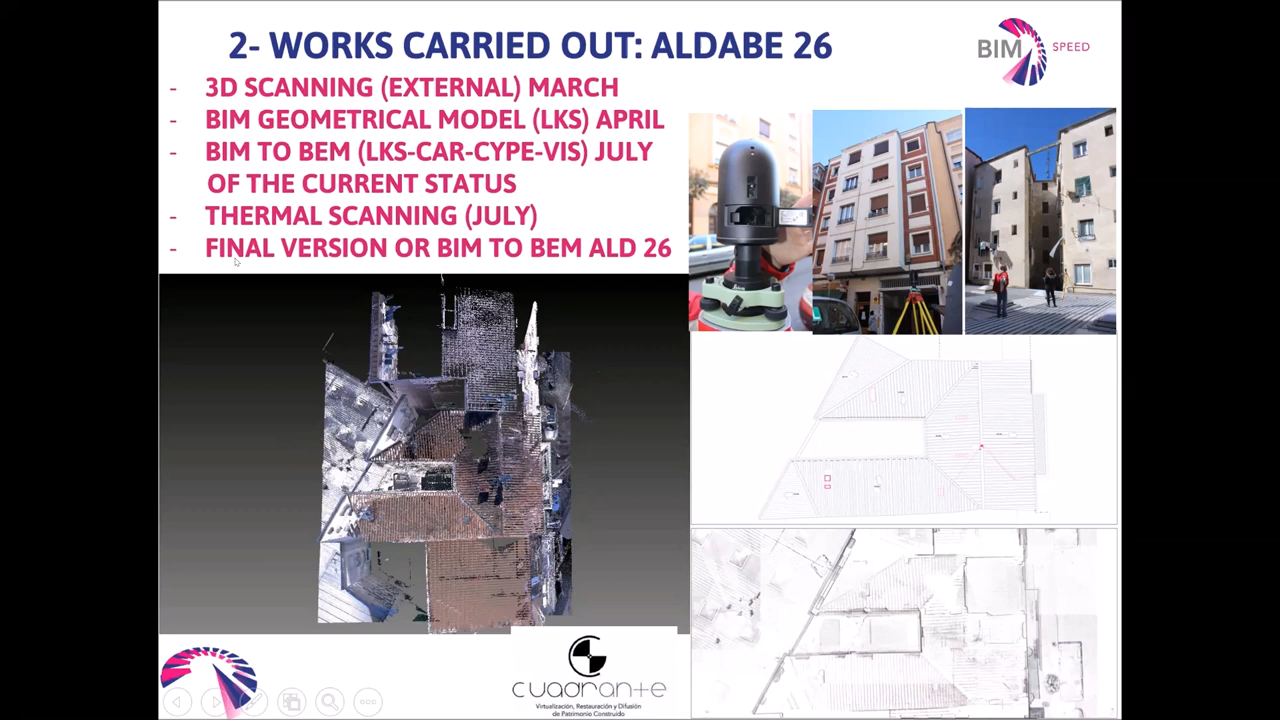 2- WORKS CARRIED OUT: ALDABE 26
BIM SPEED
- 3D SCANNING (EXTERNAL) MARCH
- BIM GEOMETRICAL MODEL (LKS) APRIL
- BIM TO BEM (LKS-CAR-CYPE-VIS) JULY
OF THE CURRENT STATUS
- THERMAL SCANNING (JULY)
- FINAL VERSION OR BIM TO BEM ALD 26
cuadrante
Virtualización, Restauración y Difusión
de Patrimonio Construido